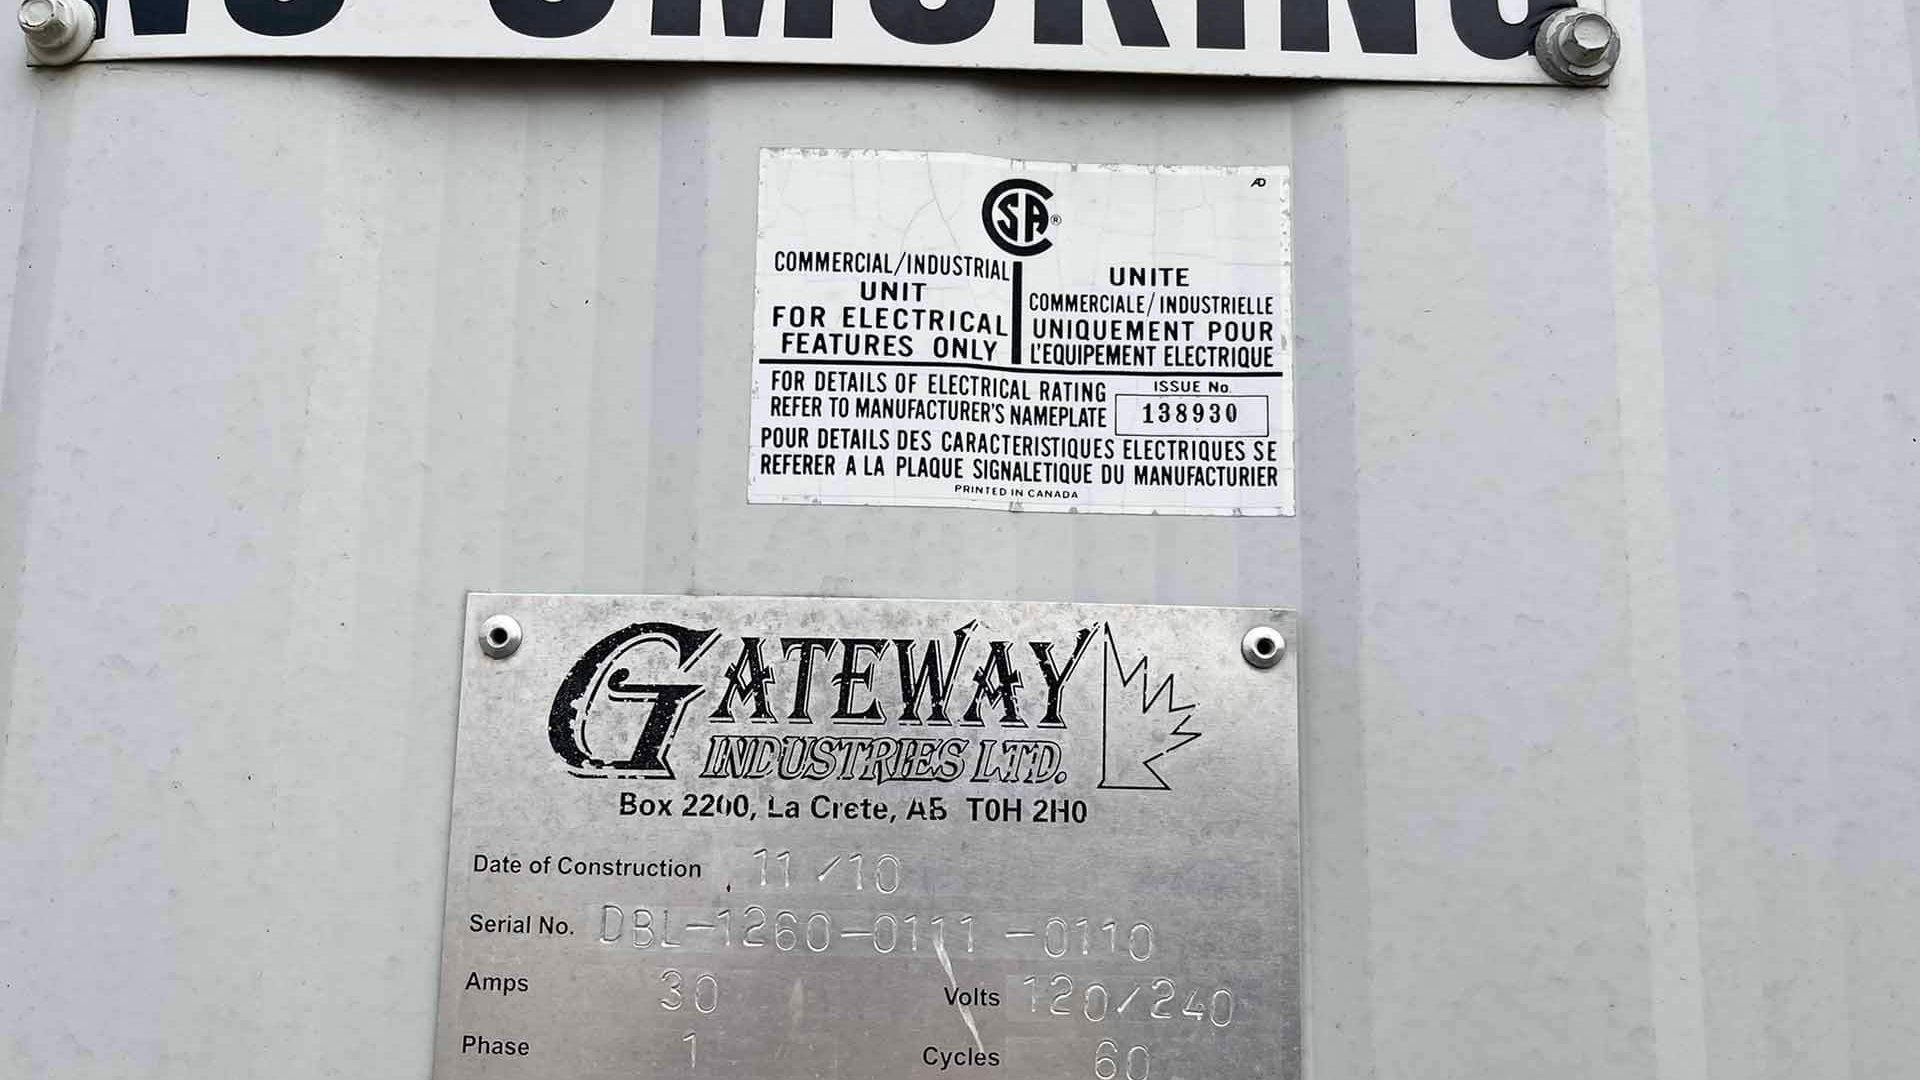 NO SMOKING
CSA®
AD
COMMERCIAL/INDUSTRIAL
UNIT
FOR ELECTRICAL
FEATURES ONLY
UNITE
COMMERCIALE/INDUSTRIELLE
UNIQUEMENT POUR
L'EQUIPEMENT ELECTRIQUE
FOR DETAILS OF ELECTRICAL RATING
REFER TO MANUFACTURER'S NAMEPLATE
ISSUE No.
138930
POUR DETAILS DES CARACTERISTIQUES ELECTRIQUES SE
REFERER A LA PLAQUE SIGNALETIQUE DU MANUFACTURIER
PRINTED IN CANADA
GATEWAY
INDUSTRIES LTD.
Box 2200, La Crete, AB T0H 2H0
Date of Construction 11/10
Serial No. DBL-1260-0111-0110
Amps 30 Volts 120/240
Phase 1 Cycles 60